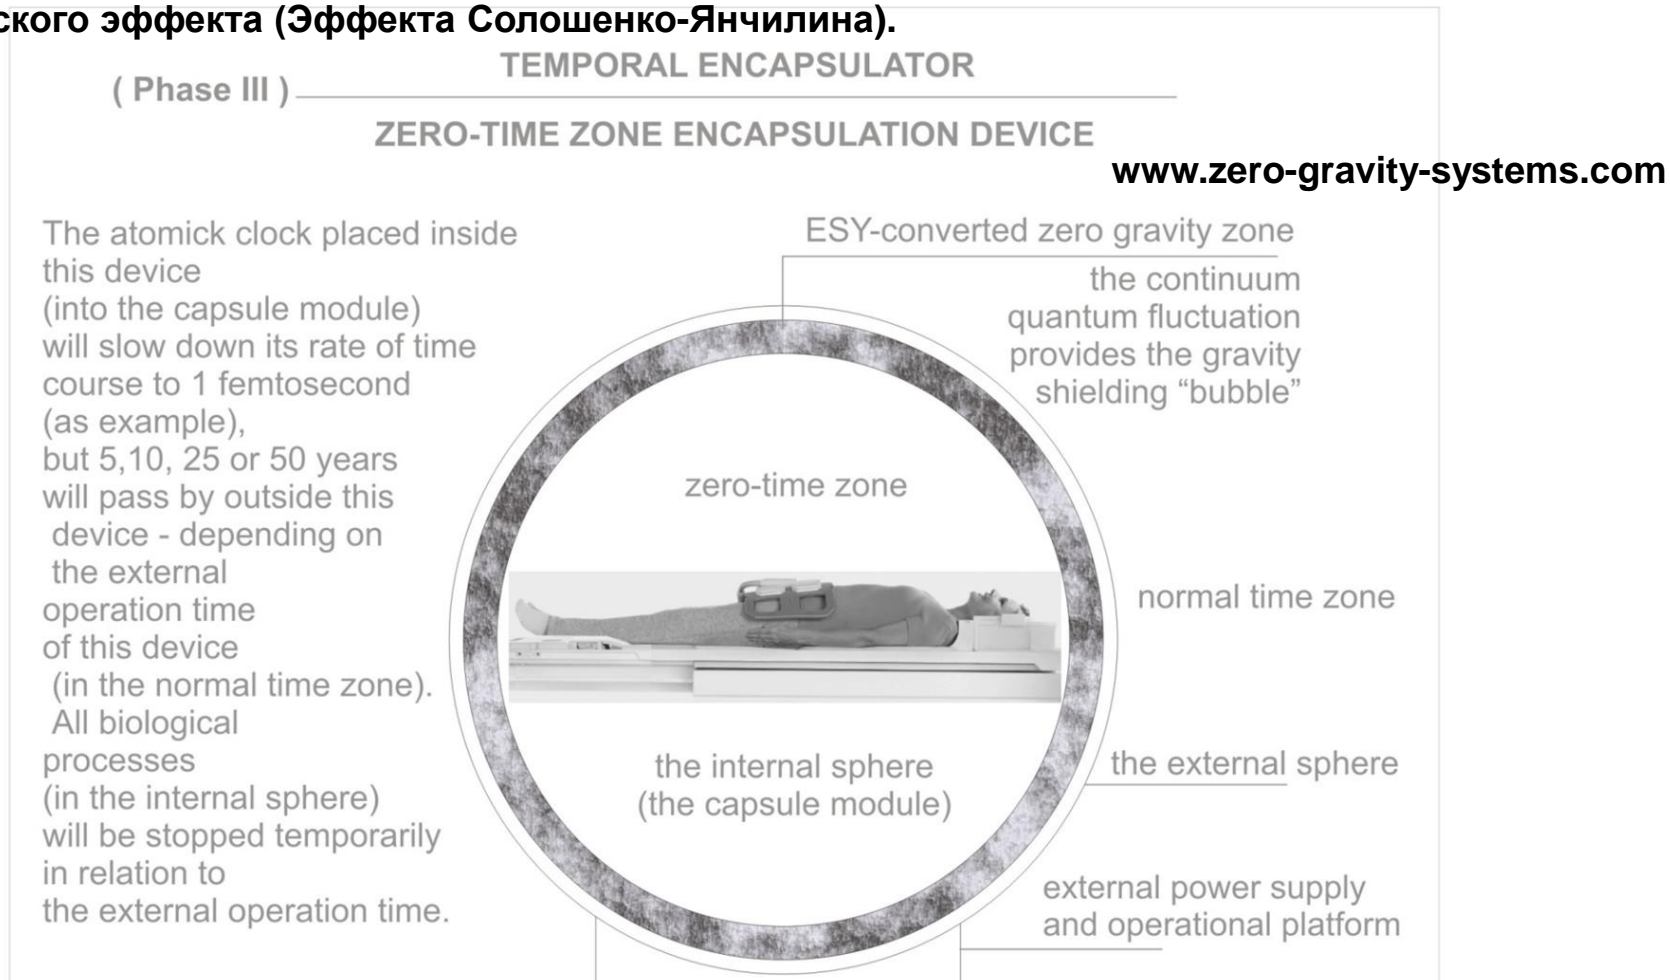 ского эффекта (Эффекта Солошенко-Янчилина).
TEMPORAL ENCAPSULATOR
( Phase III )
ZERO-TIME ZONE ENCAPSULATION DEVICE
www.zero-gravity-systems.com
The atomick clock placed inside
this device
(into the capsule module)
will slow down its rate of time
course to 1 femtosecond
(as example),
but 5,10, 25 or 50 years
will pass by outside this
device - depending on
the external
operation time
of this device
(in the normal time zone).
All biological
processes
(in the internal sphere)
will be stopped temporarily
in relation to
the external operation time.
ESY-converted zero gravity zone
the continuum
quantum fluctuation
provides the gravity
shielding “bubble”
zero-time zone
normal time zone
the internal sphere
(the capsule module)
the external sphere
external power supply
and operational platform